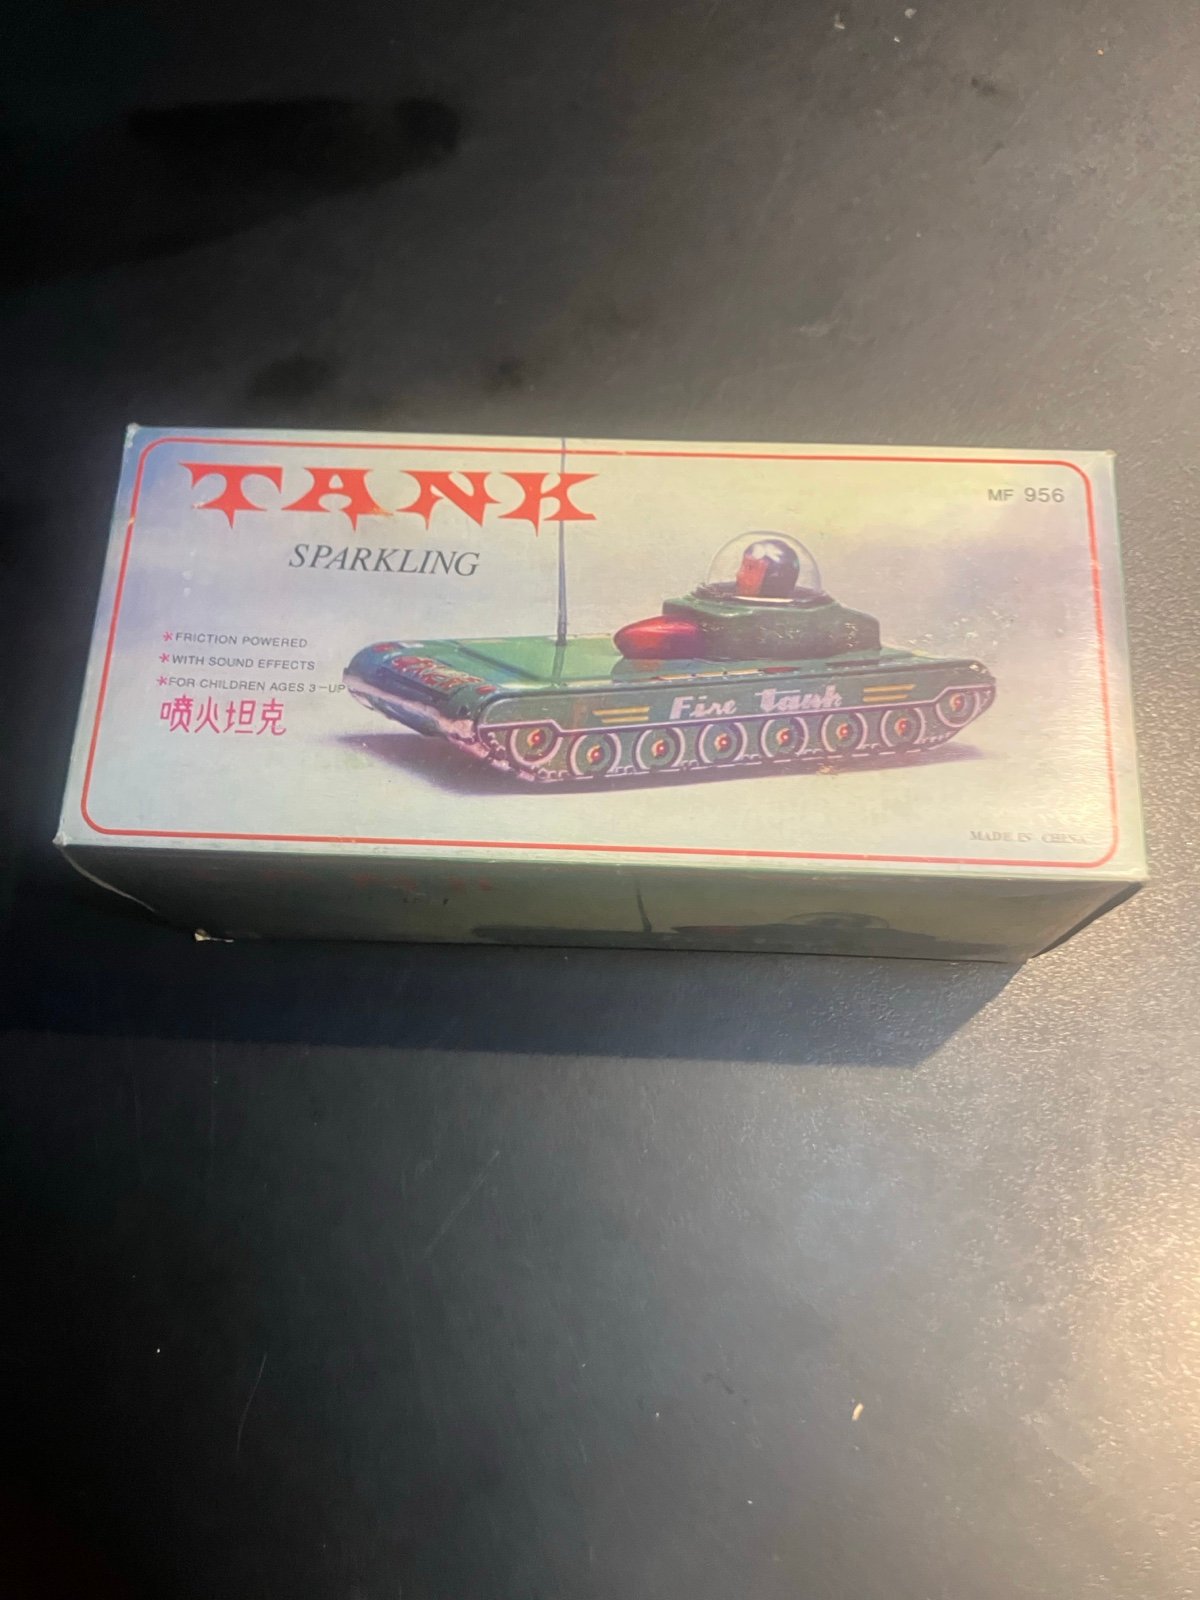 TANK
MF 956
SPARKLING
*FRICTION POWERED
*WITH SOUND EFFECTS
*FOR CHILDREN AGES 3-UP
喷火坦克
Fire Tank
MADE IN CHINA